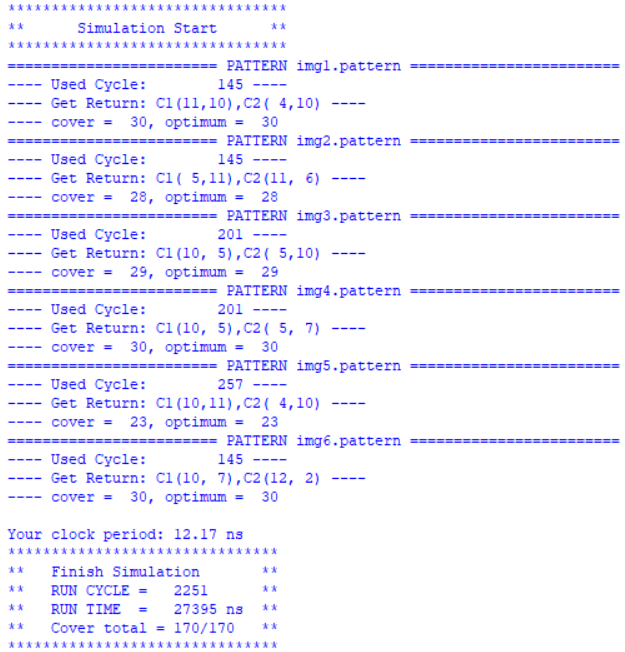 ********************************
**      Simulation Start      **
********************************
======================== PATTERN img1.pattern ========================
---- Used Cycle:        145 ----
---- Get Return: C1(11,10),C2( 4,10) ----
---- cover =  30, optimum =  30
======================== PATTERN img2.pattern ========================
---- Used Cycle:        145 ----
---- Get Return: C1( 5,11),C2(11, 6) ----
---- cover =  28, optimum =  28
======================== PATTERN img3.pattern ========================
---- Used Cycle:        201 ----
---- Get Return: C1(10, 5),C2( 5,10) ----
---- cover =  29, optimum =  29
======================== PATTERN img4.pattern ========================
---- Used Cycle:        201 ----
---- Get Return: C1(10, 5),C2( 5, 7) ----
---- cover =  30, optimum =  30
======================== PATTERN img5.pattern ========================
---- Used Cycle:        257 ----
---- Get Return: C1(10,11),C2( 4,10) ----
---- cover =  23, optimum =  23
======================== PATTERN img6.pattern ========================
---- Used Cycle:        145 ----
---- Get Return: C1(10, 7),C2(12, 2) ----
---- cover =  30, optimum =  30
Your clock period: 12.17 ns
*******************************
**   Finish Simulation       **
**   RUN CYCLE =   2251      **
**   RUN TIME  =   27395 ns  **
**   Cover total = 170/170   **
*******************************